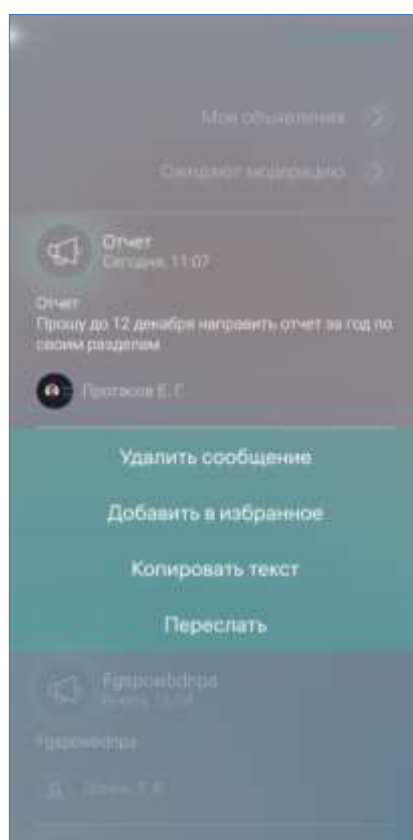 Мои объявления
Ожидают модерацию
Отчет
Сегодня, 11:07
Отчет
Прошу до 12 декабря направить отчет за год по
своим разделам
Протасов Е. Г.
Удалить сообщение
Добавить в избранное
Копировать текст
Переслать